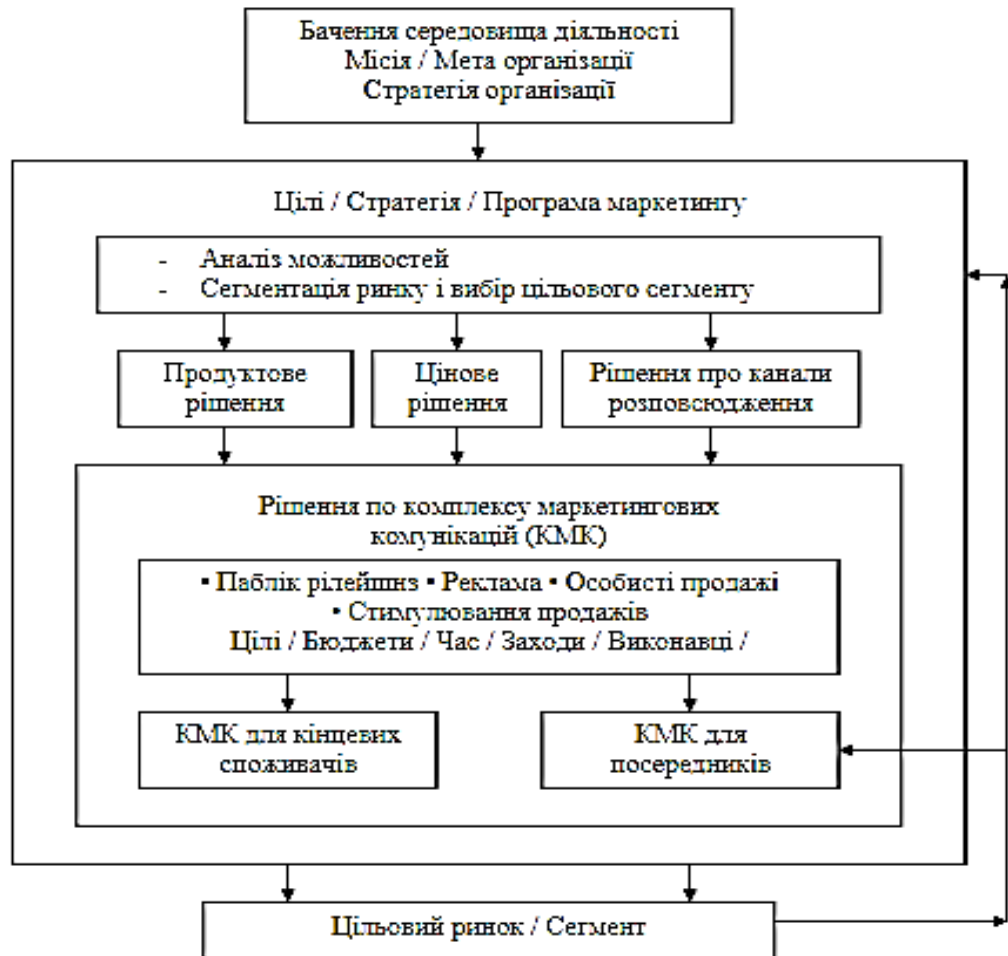 Бачення середовища діяльності
Місія / Мета організації
Стратегія організації
Цілі / Стратегія / Програма маркетингу
- Аналіз можливостей
- Сегментація ринку і вибір цільового сегменту
Продуктове
рішення
Цінове
рішення
Рішення про канали
розповсюдження
Рішення по комплексу маркетингових
комунікацій (КМК)
• Паблік рілейшнз • Реклама • Особисті продажі
• Стимулювання продажів
Цілі / Бюджети / Час / Заходи / Виконавці /
КМК для кінцевих
споживачів
КМК для
посередників
Цільовий ринок / Сегмент